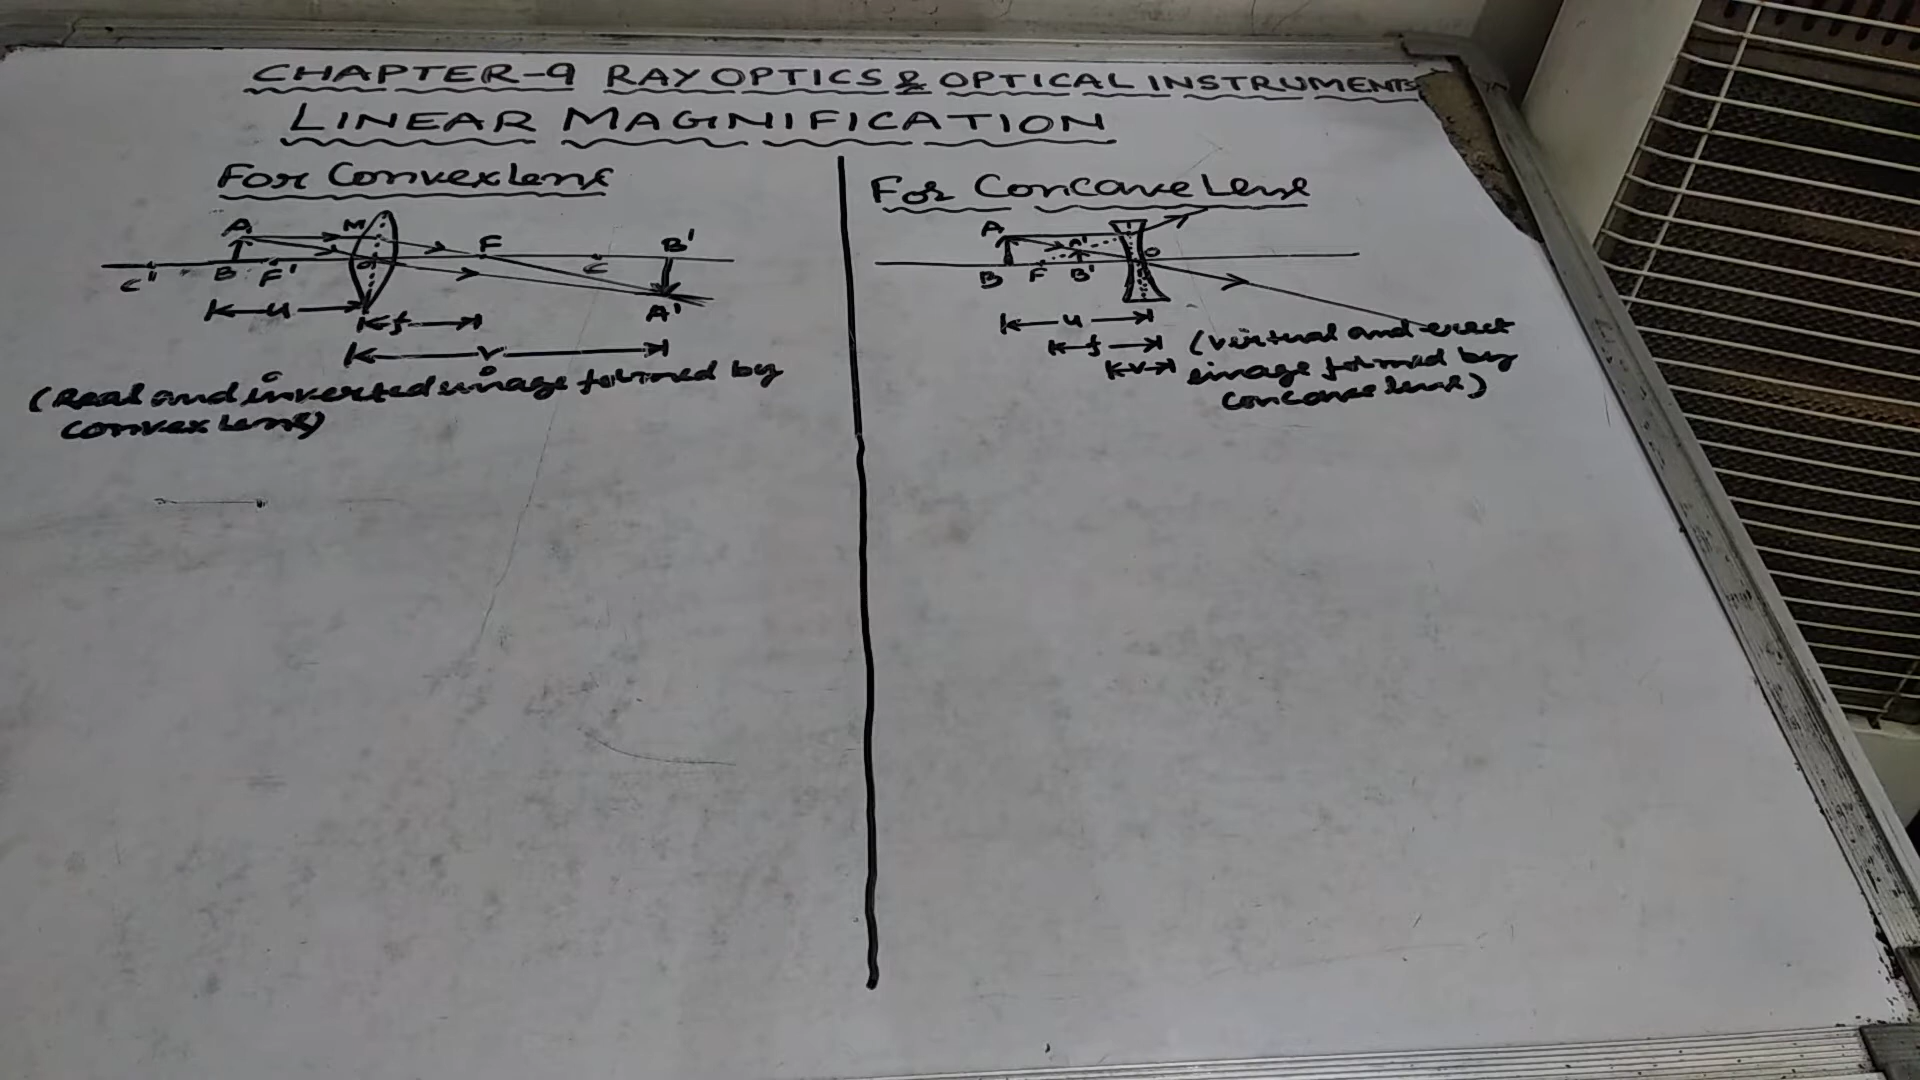 CHAPTER-9 RAY OPTICS & OPTICAL INSTRUMENTS
LINEAR MAGNIFICATION
For Convex Lens
A M F B'
C' B F' O C
u
f
A'
v
(Real and inverted image formed by
convex lens)
For Concave Lens
A A' O
B F B'
u
f
v
(virtual and erect
image formed by
concave lens)